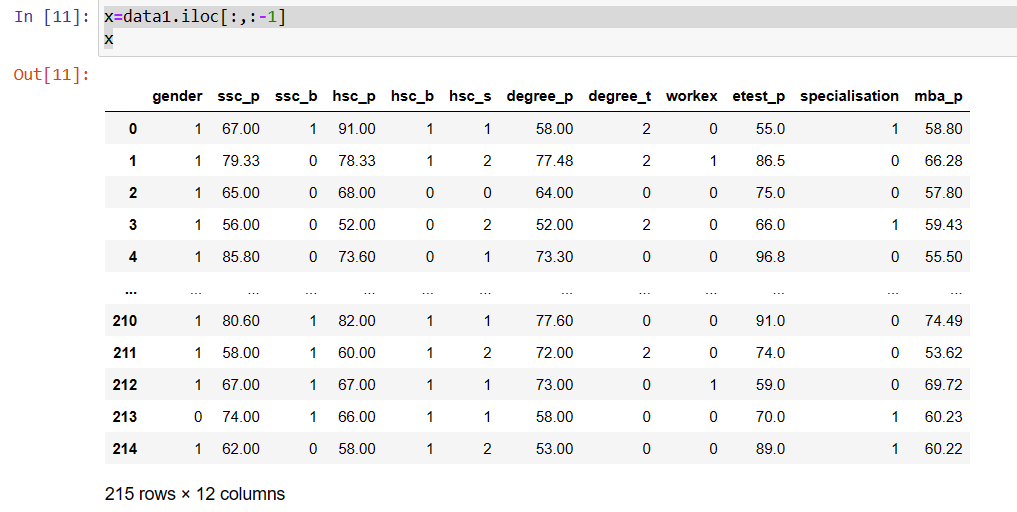 In [11]: x=data1.iloc[:,:-1]
x
Out[11]:
gender ssc_p ssc_b hsc_p hsc_b hsc_s degree_p degree_t workex etest_p specialisation mba_p
0 1 67.00 1 91.00 1 1 58.00 2 0 55.0 1 58.80
1 1 79.33 0 78.33 1 2 77.48 2 1 86.5 0 66.28
2 1 65.00 0 68.00 0 0 64.00 0 0 75.0 0 57.80
3 1 56.00 0 52.00 0 2 52.00 2 0 66.0 1 59.43
4 1 85.80 0 73.60 0 1 73.30 0 0 96.8 0 55.50
... ... ... ... ... ... ... ... ... ... ... ... ...
210 1 80.60 1 82.00 1 1 77.60 0 0 91.0 0 74.49
211 1 58.00 1 60.00 1 2 72.00 2 0 74.0 0 53.62
212 1 67.00 1 67.00 1 1 73.00 0 1 59.0 0 69.72
213 0 74.00 1 66.00 1 1 58.00 0 0 70.0 1 60.23
214 1 62.00 0 58.00 1 2 53.00 0 0 89.0 1 60.22
215 rows × 12 columns